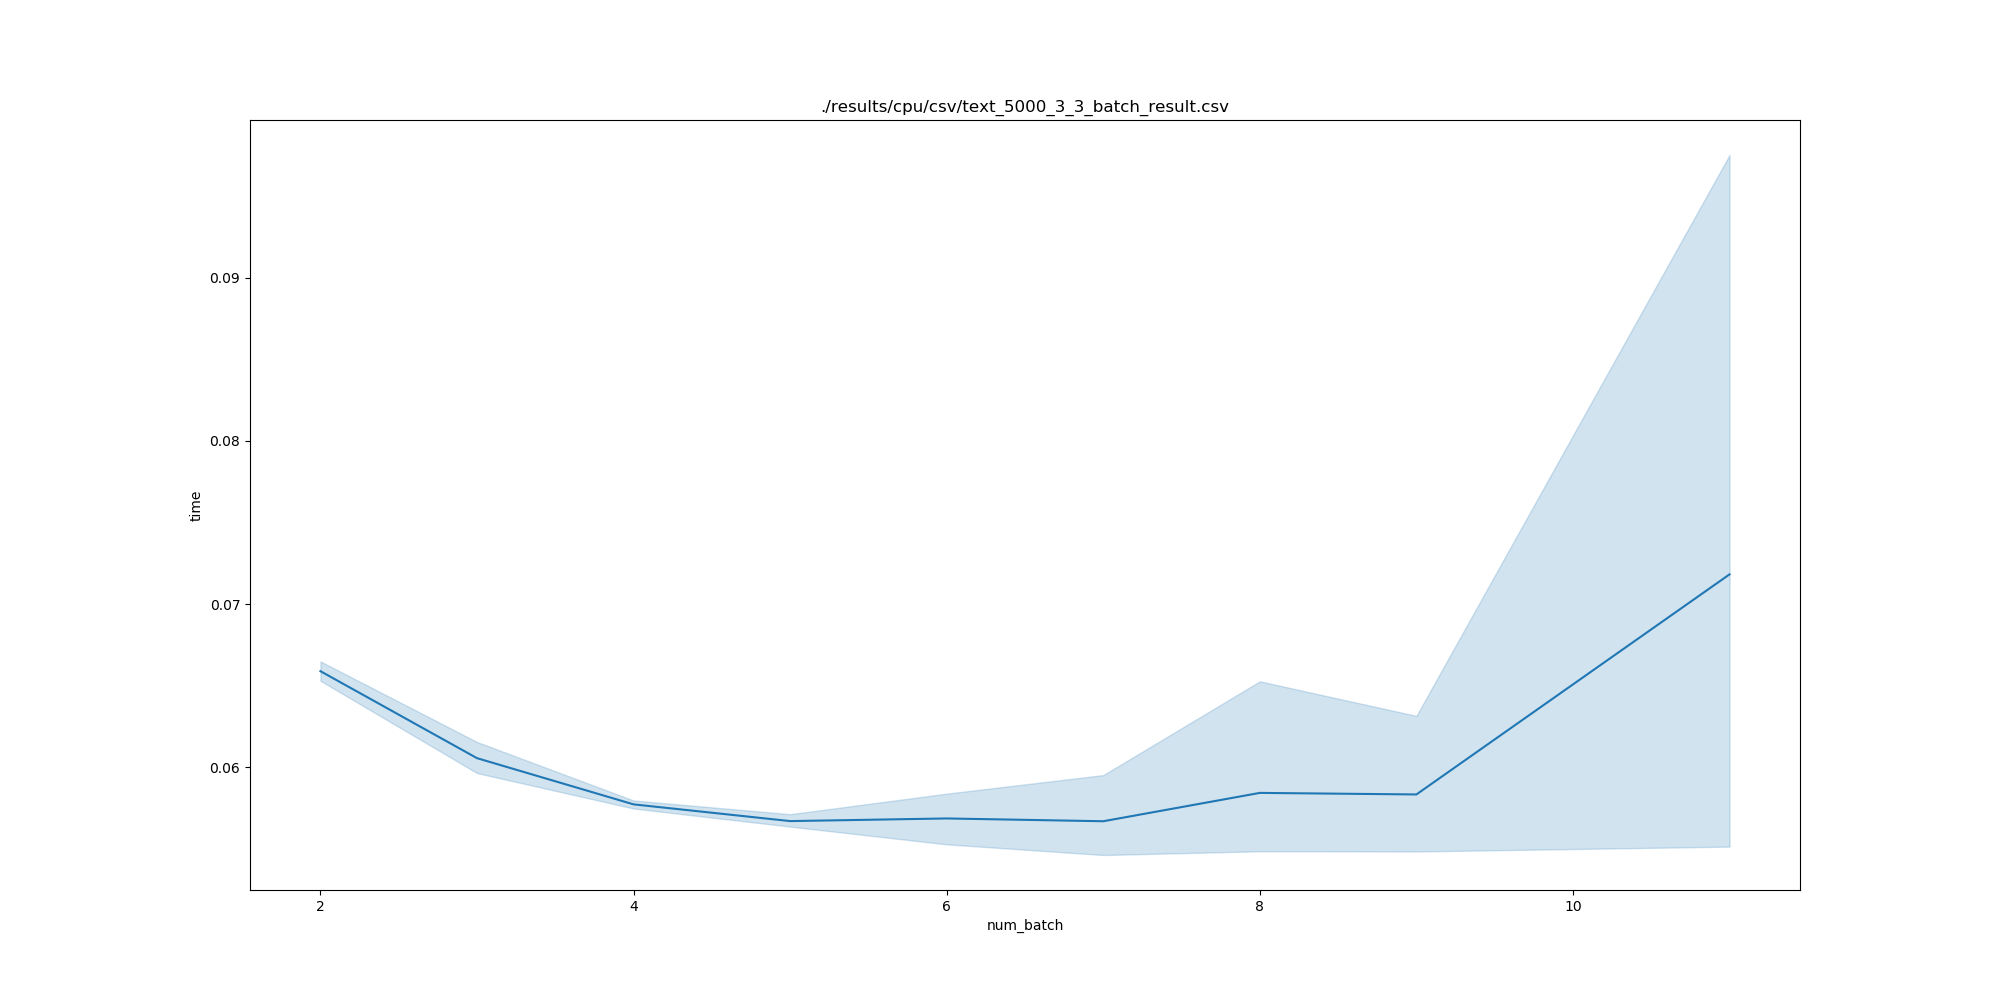 ./results/cpu/csv/text_5000_3_3_batch_result.csv
0.09
0.08
0.07
0.06
time
2 4 6 8 10
num_batch